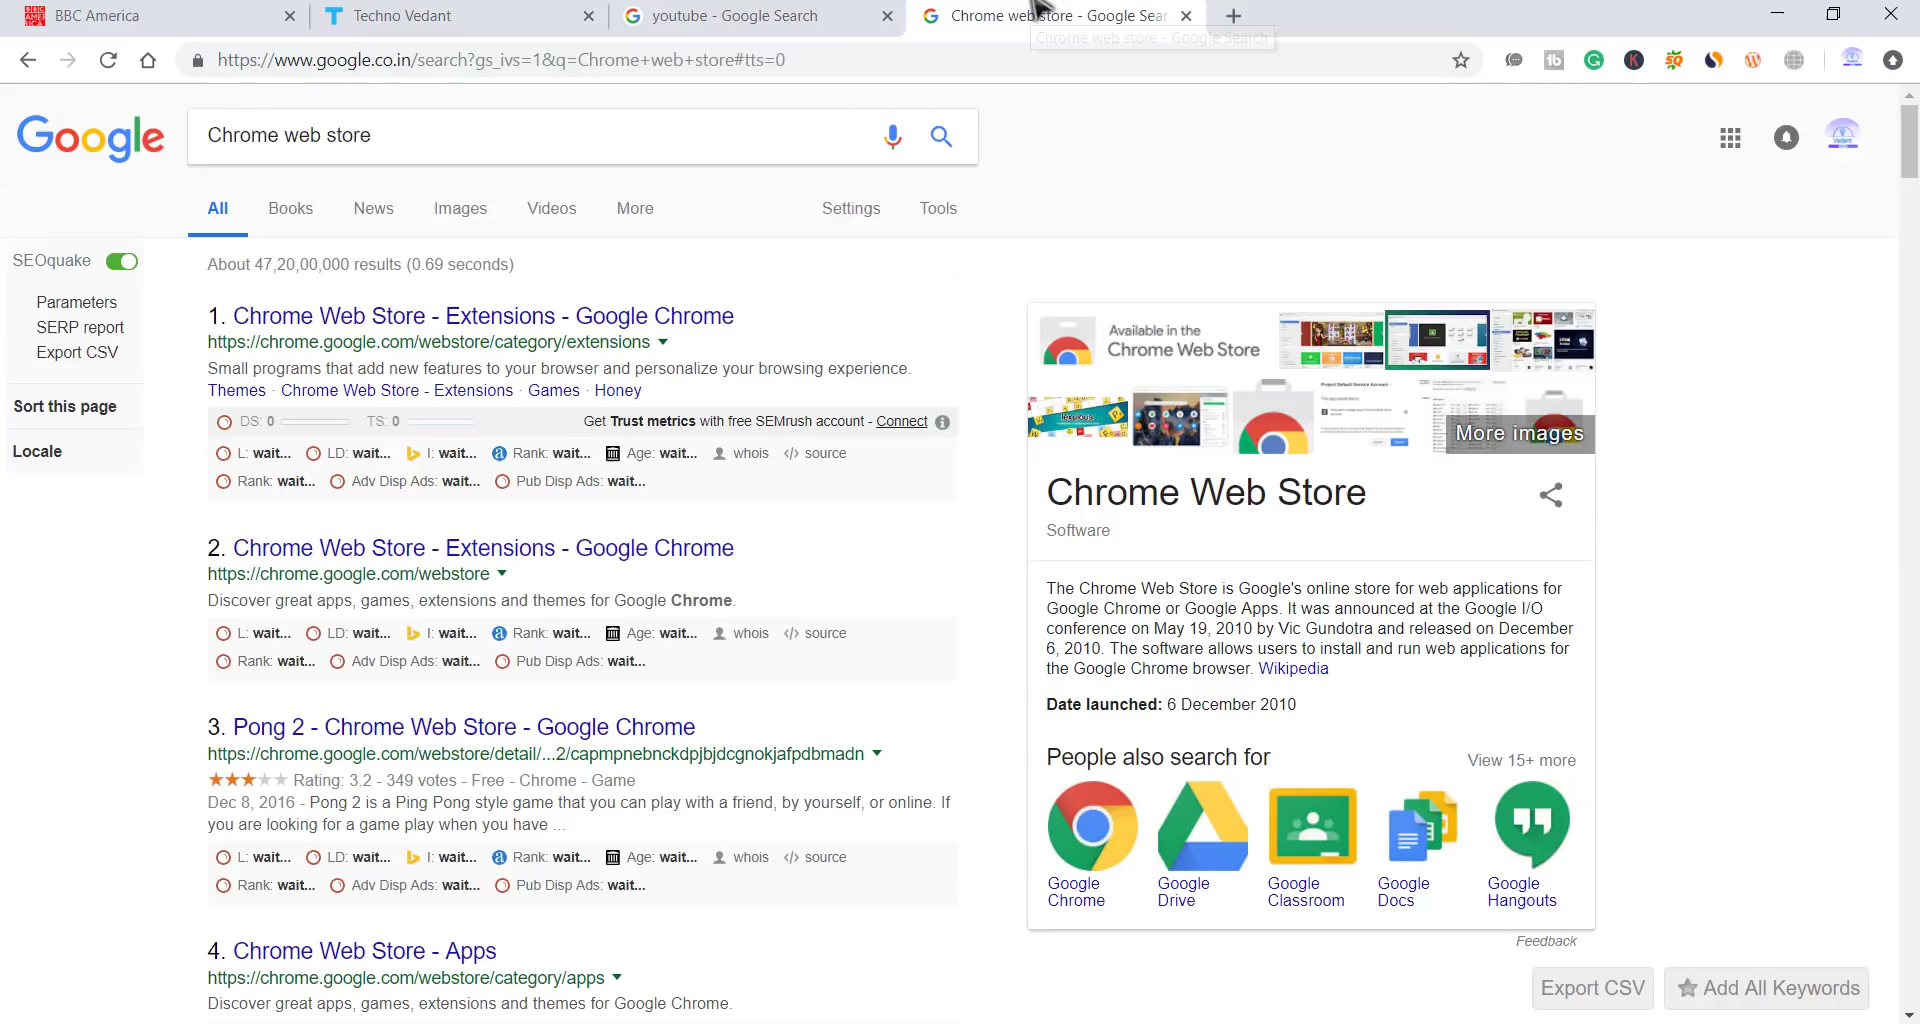 BBC America
Techno Vedant
youtube - Google Search
Chrome web store - Google Sear
Chrome web store - Google Search
https://www.google.co.in/search?gs_ivs=1&q=Chrome+web+store#tts=0
Google
Chrome web store
All Books News Images Videos More Settings Tools
SEOquake
Parameters
SERP report
Export CSV
Sort this page
Locale
About 47,20,00,000 results (0.69 seconds)
1. Chrome Web Store - Extensions - Google Chrome
https://chrome.google.com/webstore/category/extensions
Small programs that add new features to your browser and personalize your browsing experience.
Themes · Chrome Web Store - Extensions · Games · Honey
DS: 0 TS: 0 Get Trust metrics with free SEMrush account - Connect
L: wait... LD: wait... I: wait... Rank: wait... Age: wait... whois </> source
Rank: wait... Adv Disp Ads: wait... Pub Disp Ads: wait...
2. Chrome Web Store - Extensions - Google Chrome
https://chrome.google.com/webstore
Discover great apps, games, extensions and themes for Google Chrome.
L: wait... LD: wait... I: wait... Rank: wait... Age: wait... whois </> source
Rank: wait... Adv Disp Ads: wait... Pub Disp Ads: wait...
3. Pong 2 - Chrome Web Store - Google Chrome
https://chrome.google.com/webstore/detail/...2/capmpnebnckdpjbjdcgnokjafpdbmadn
Rating: 3.2 - 349 votes - Free - Chrome - Game
Dec 8, 2016 - Pong 2 is a Ping Pong style game that you can play with a friend, by yourself, or online. If
you are looking for a game play when you have ...
L: wait... LD: wait... I: wait... Rank: wait... Age: wait... whois </> source
Rank: wait... Adv Disp Ads: wait... Pub Disp Ads: wait...
4. Chrome Web Store - Apps
https://chrome.google.com/webstore/category/apps
Discover great apps, games, extensions and themes for Google Chrome.
Available in the
Chrome Web Store
More images
Chrome Web Store
Software
The Chrome Web Store is Google's online store for web applications for
Google Chrome or Google Apps. It was announced at the Google I/O
conference on May 19, 2010 by Vic Gundotra and released on December
6, 2010. The software allows users to install and run web applications for
the Google Chrome browser. Wikipedia
Date launched: 6 December 2010
People also search for
View 15+ more
Google Chrome
Google Drive
Google Classroom
Google Docs
Google Hangouts
Feedback
Export CSV
Add All Keywords